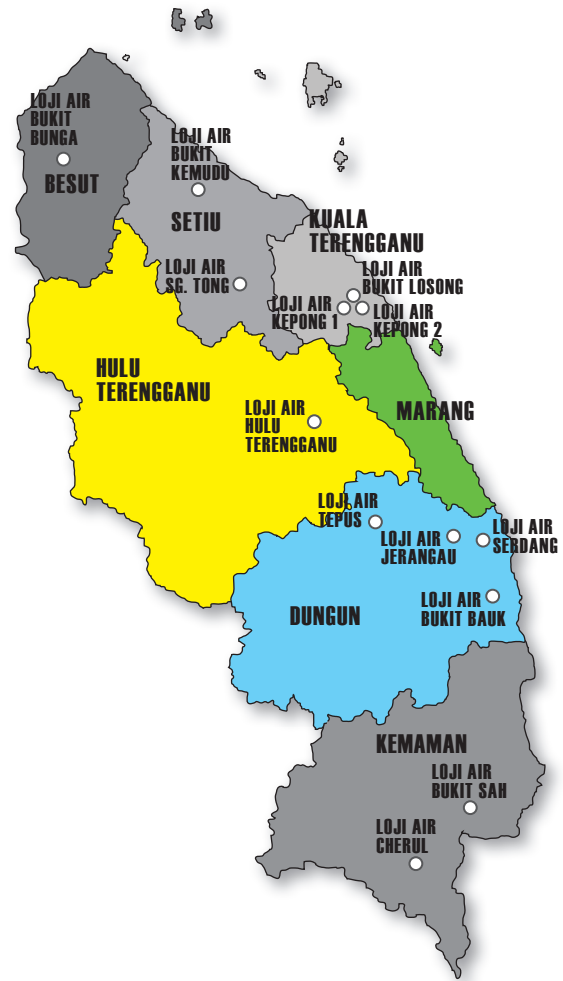 LOJI AIR
BUKIT
BUNGA
BESUT
LOJI AIR
BUKIT
KEMUDU
SETIU
KUALA
TERENGGANU
LOJI AIR
SG. TONG
LOJI AIR
BUKIT LOSONG
LOJI AIR
KEPONG 1
LOJI AIR
KEPONG 2
HULU
TERENGGANU
LOJI AIR
HULU
TERENGGANU
MARANG
LOJI AIR
TEPUS
LOJI AIR
JERANGAU
LOJI AIR
SERDANG
DUNGUN
LOJI AIR
BUKIT BAUK
KEMAMAN
LOJI AIR
BUKIT SAH
LOJI AIR
CHERUL